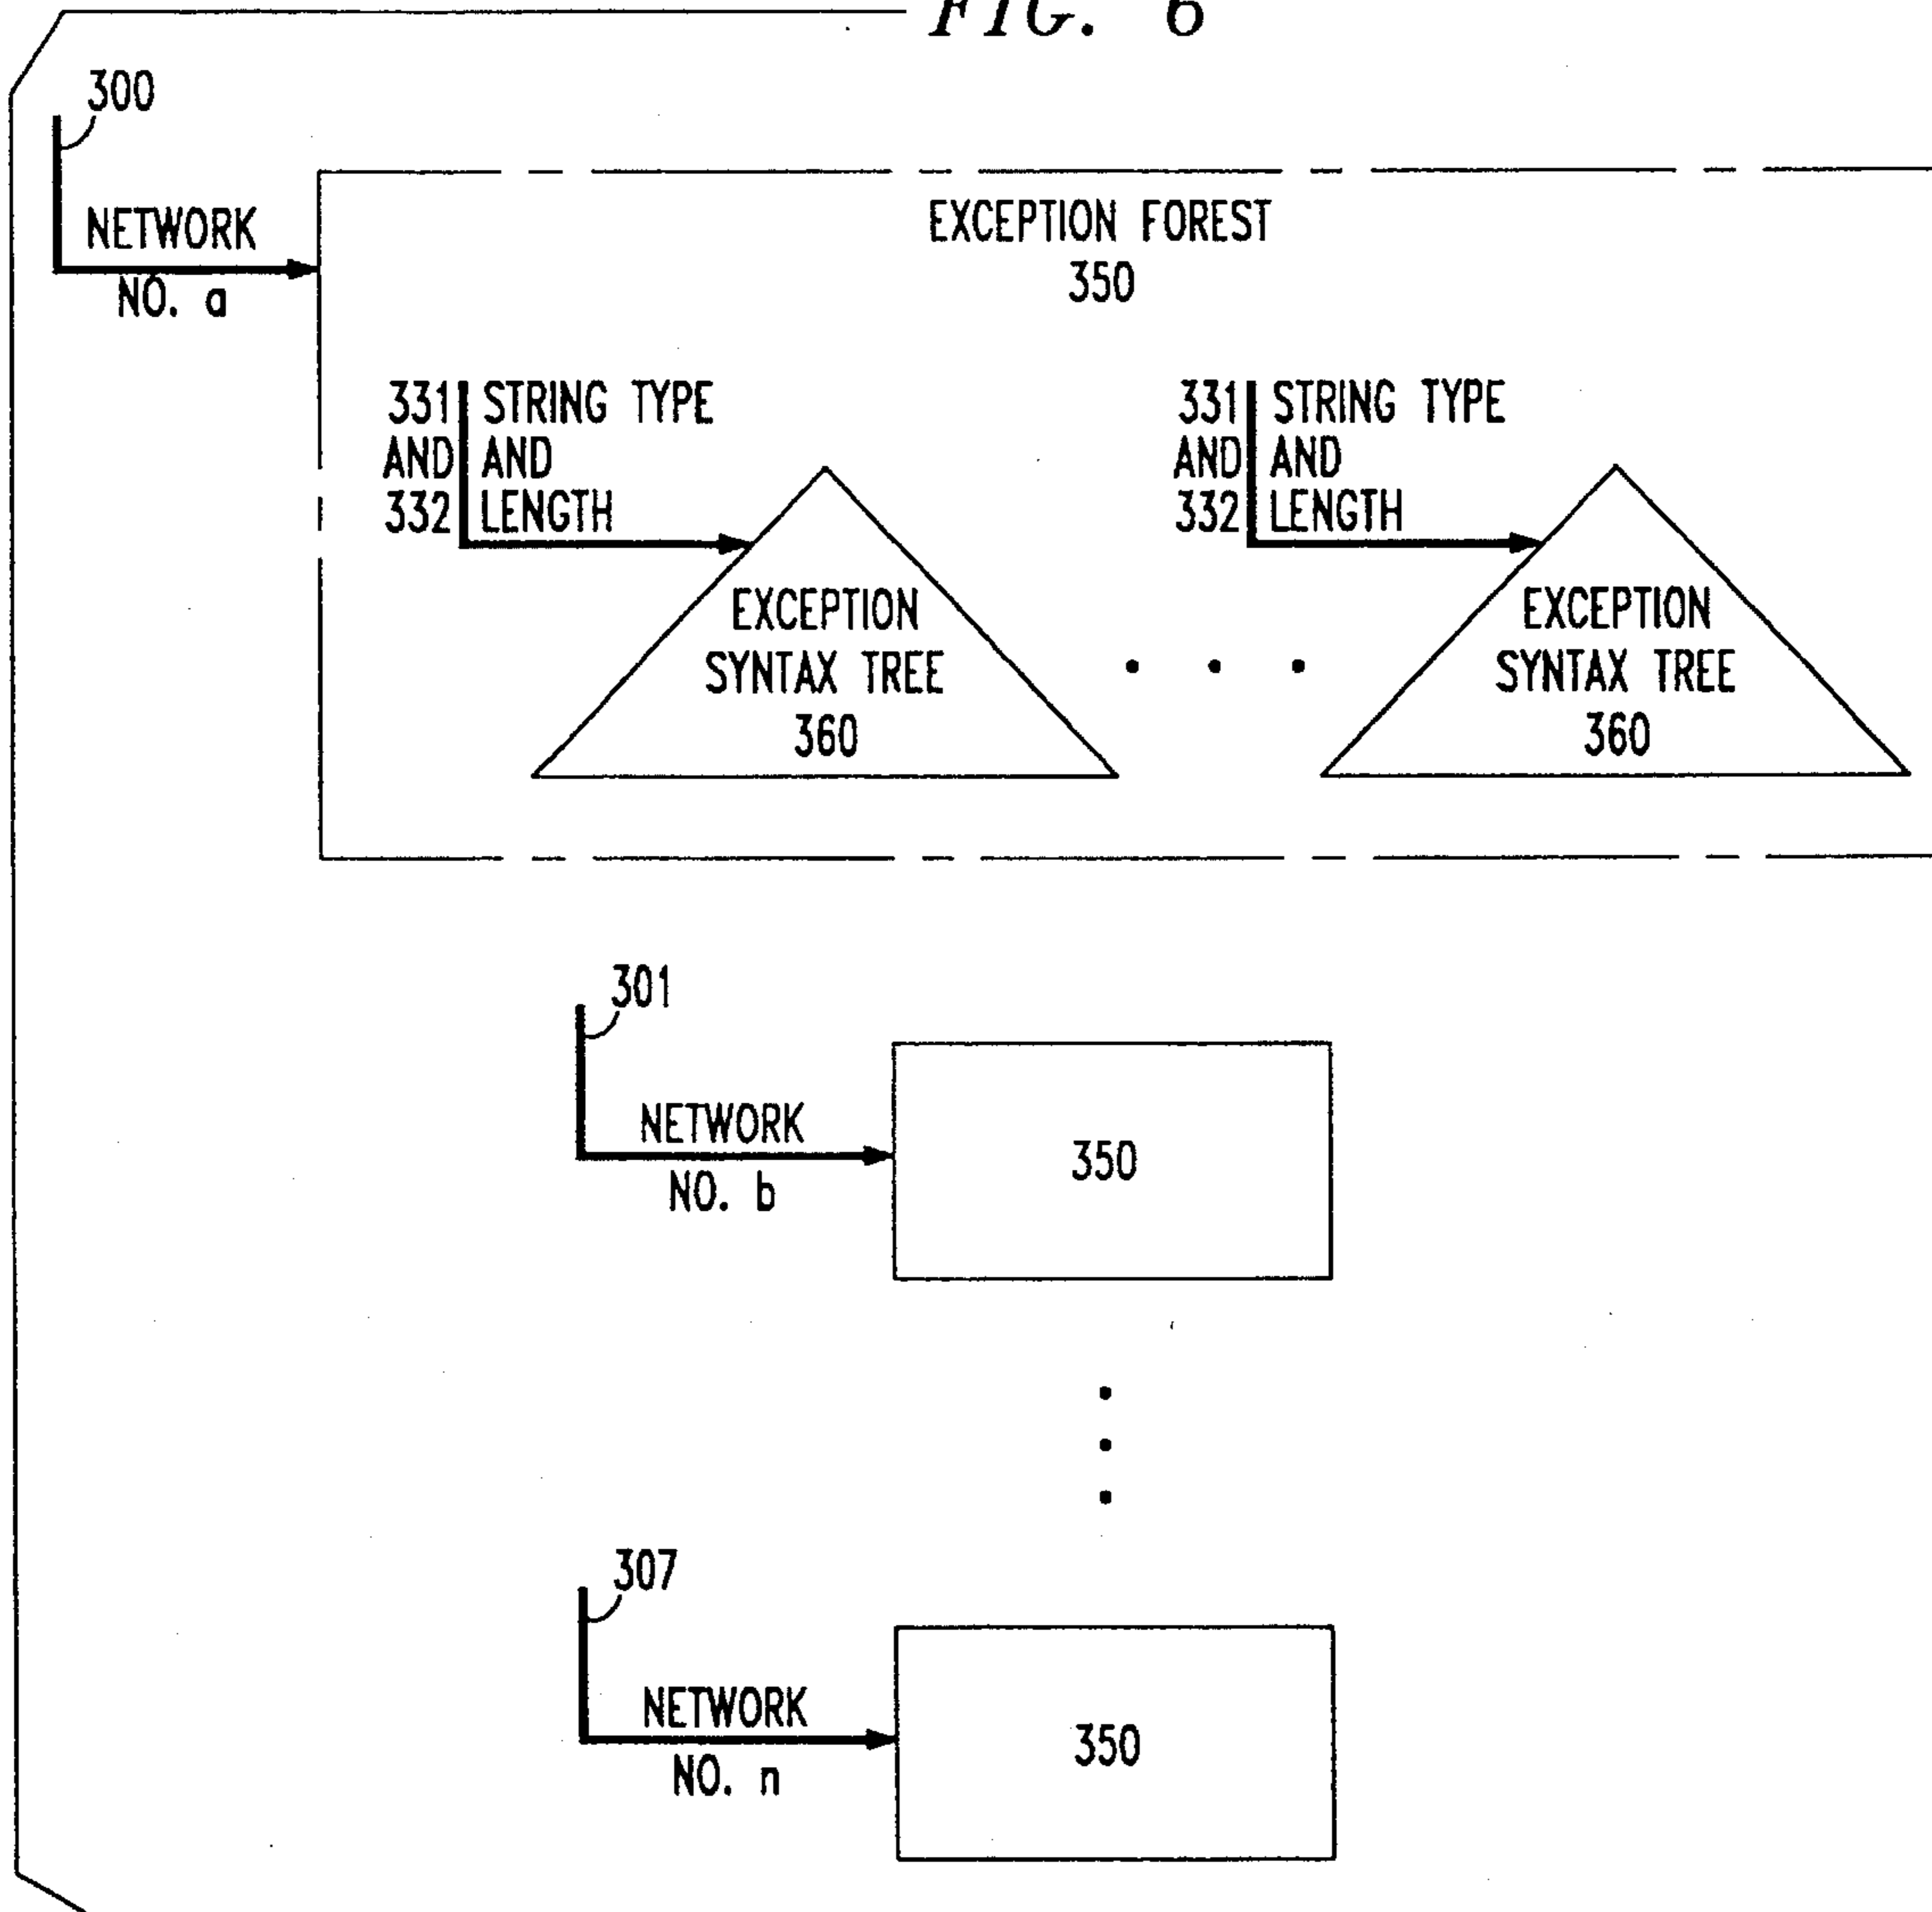 FIG. 6
300
NETWORK
NO. a
EXCEPTION FOREST
350
331 STRING TYPE
AND AND
332 LENGTH
331 STRING TYPE
AND AND
332 LENGTH
EXCEPTION
SYNTAX TREE
360
EXCEPTION
SYNTAX TREE
360
301
NETWORK
NO. b
350
307
NETWORK
NO. n
350